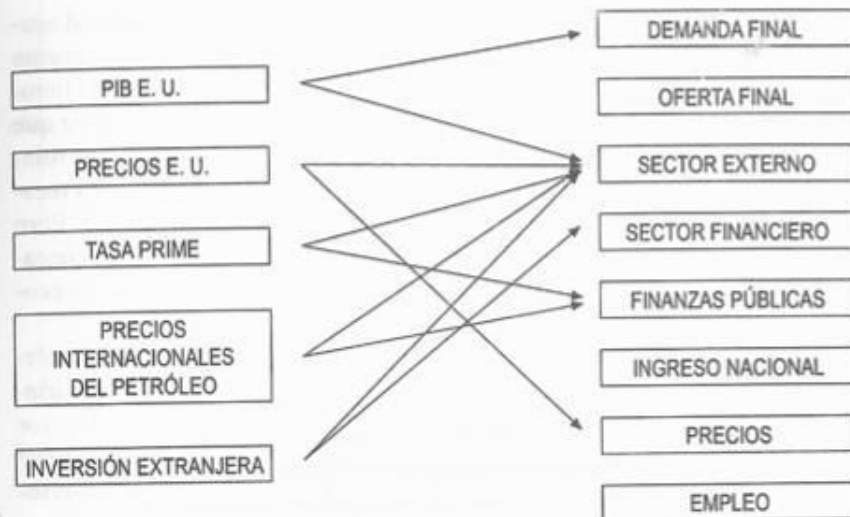 PIB E. U.
PRECIOS E. U.
TASA PRIME
PRECIOS
INTERNACIONALES
DEL PETRÓLEO
INVERSIÓN EXTRANJERA
DEMANDA FINAL
OFERTA FINAL
SECTOR EXTERNO
SECTOR FINANCIERO
FINANZAS PÚBLICAS
INGRESO NACIONAL
PRECIOS
EMPLEO